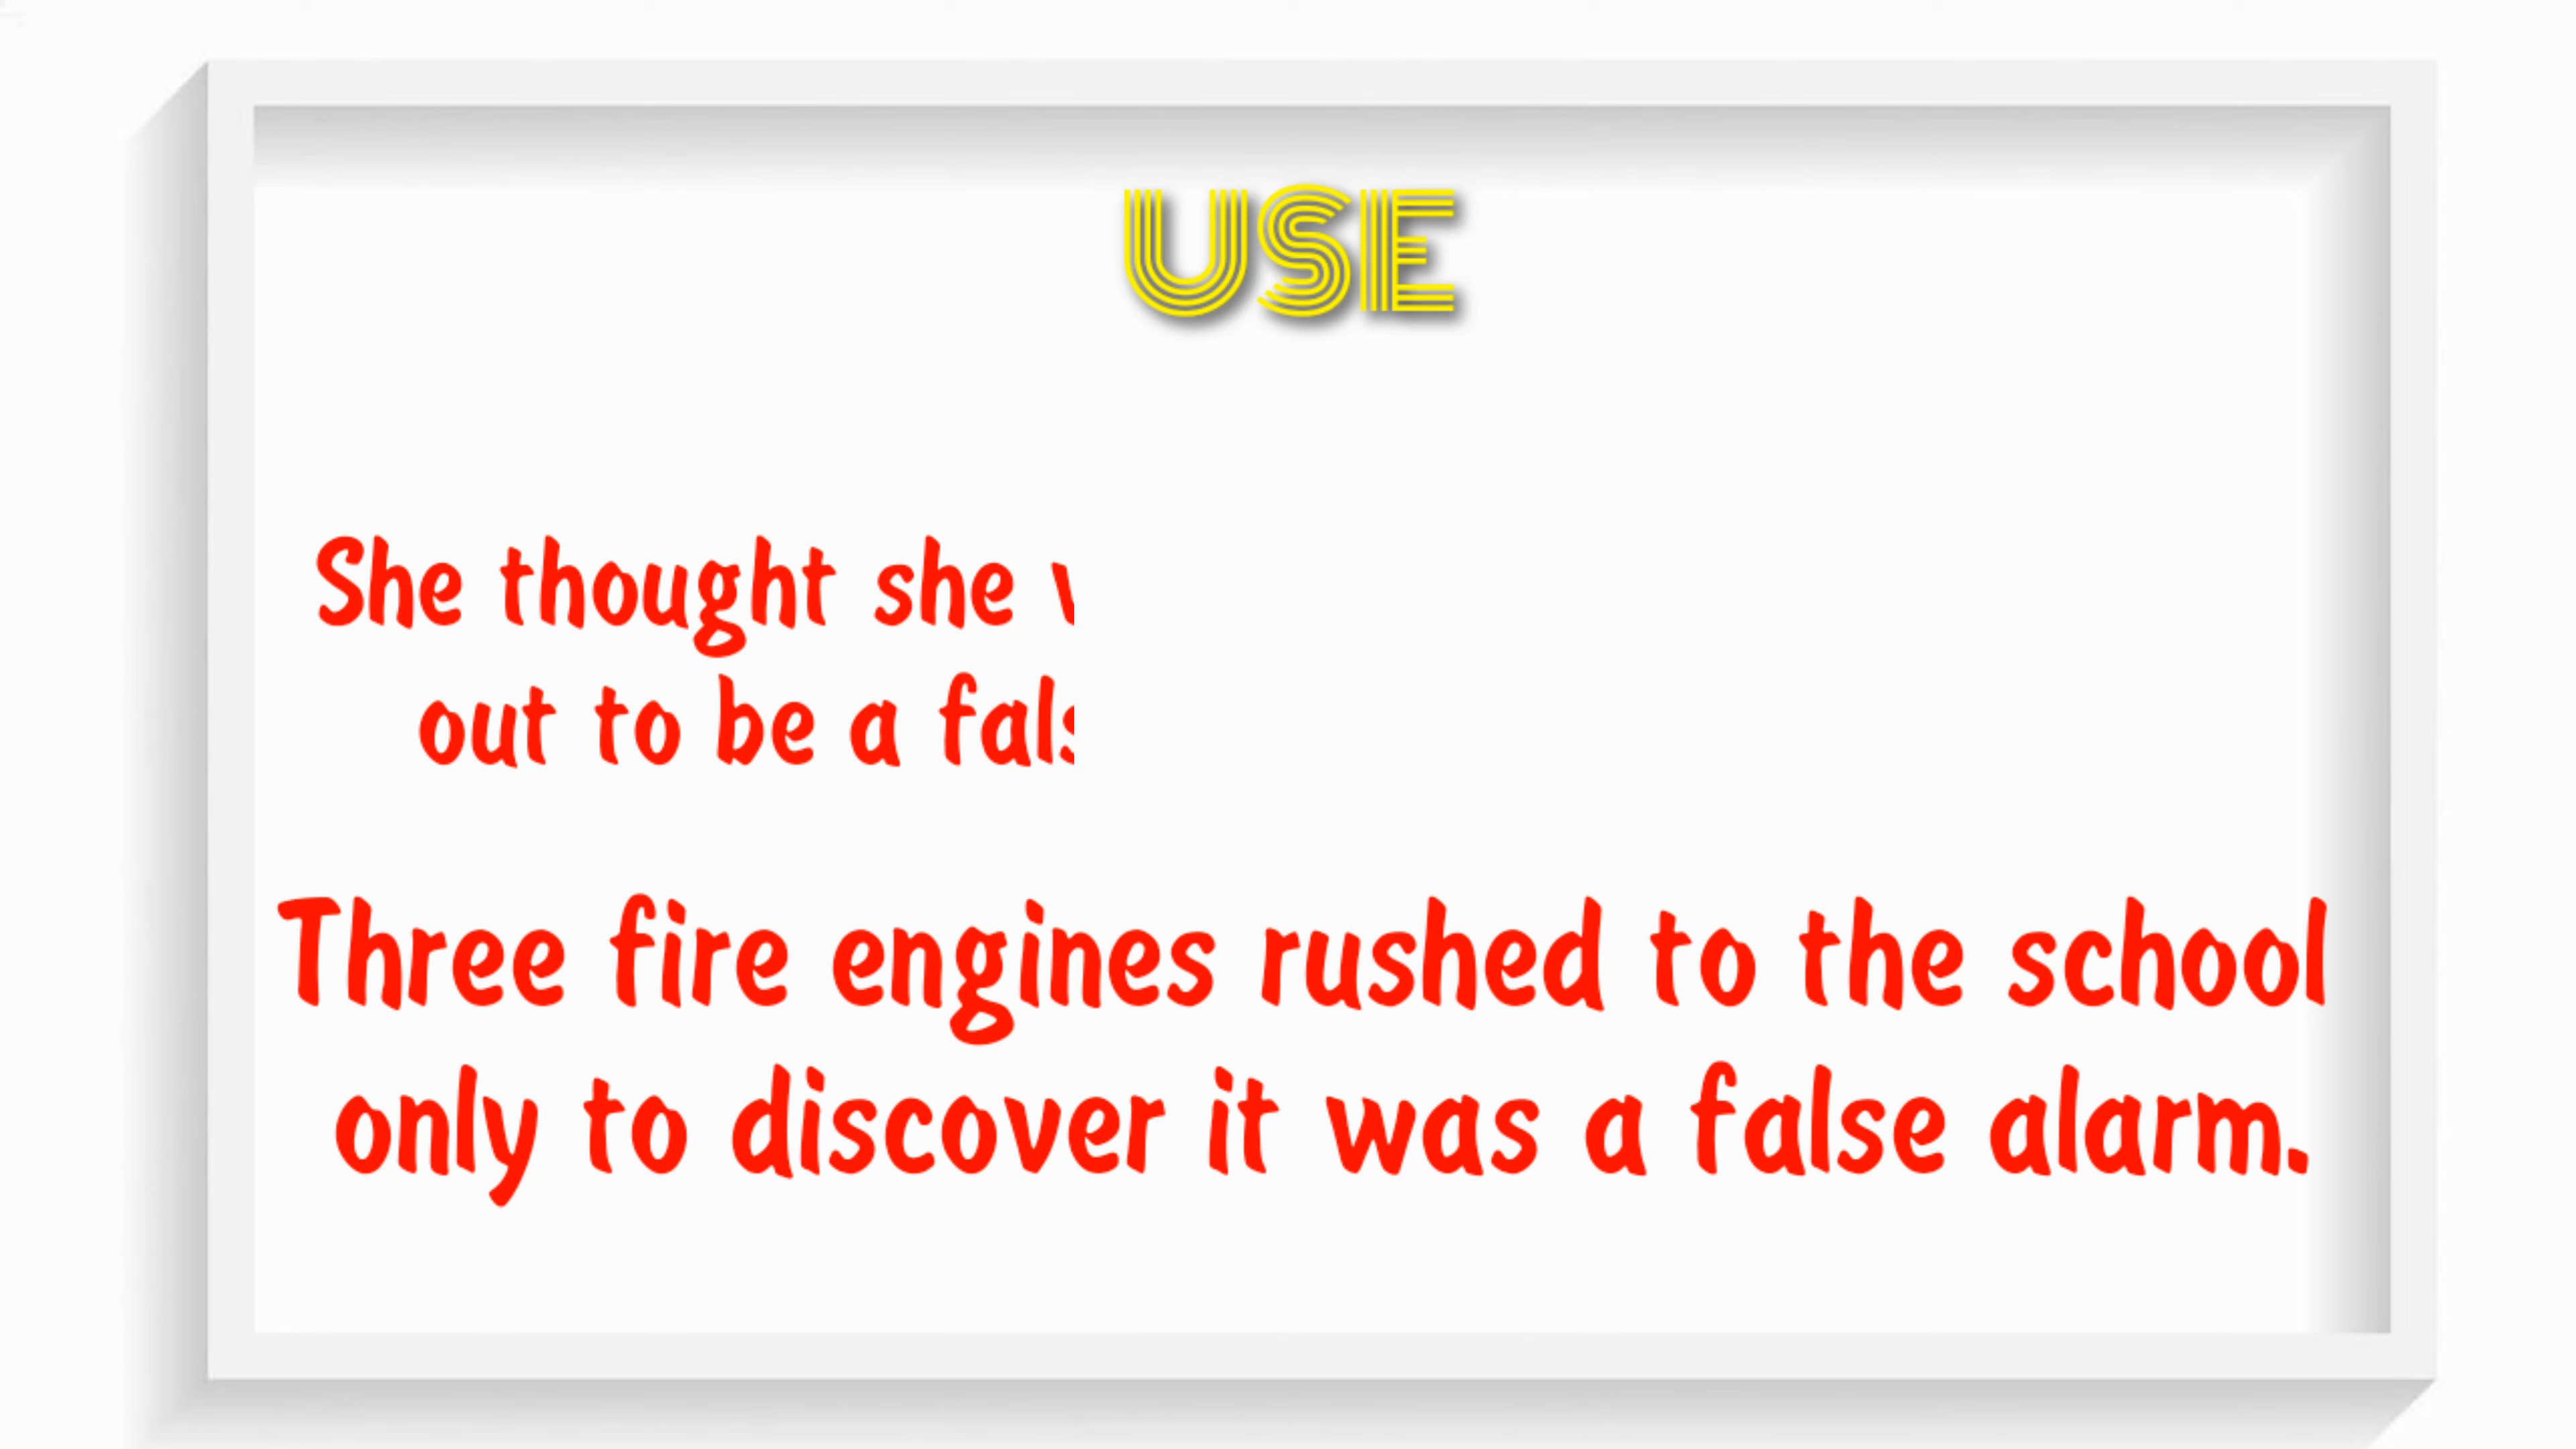 USE
She thought she
out to be a
Three fire engines rushed to the school
only to discover it was a false alarm.